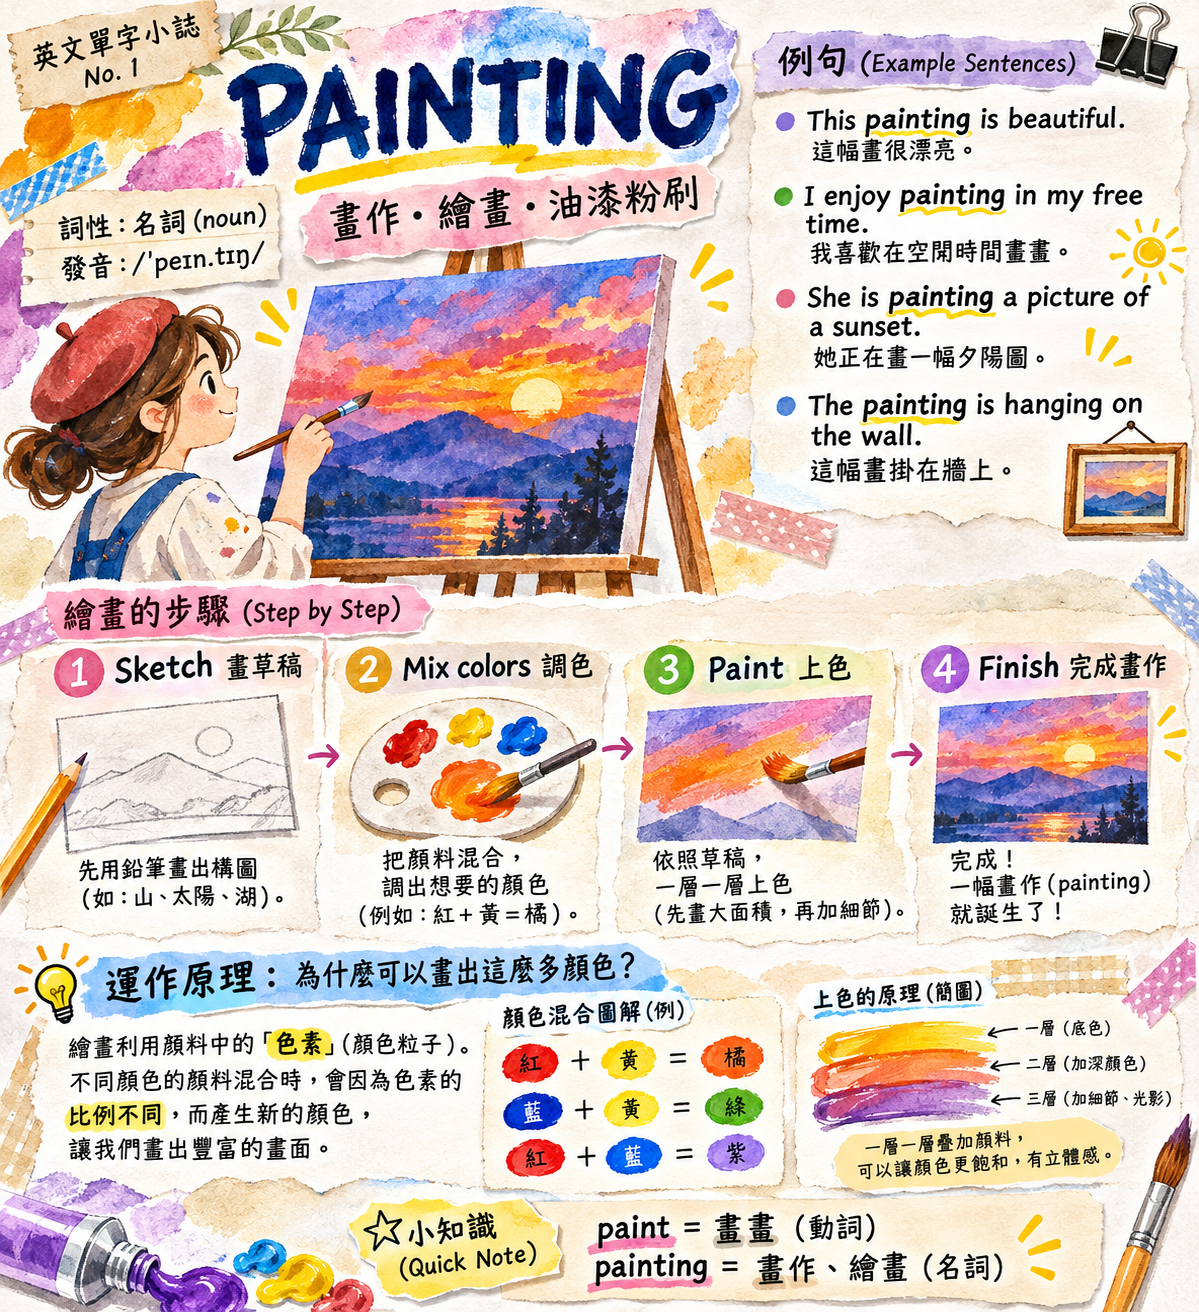 英文單字小誌
No. 1
PAINTING
畫作・繪畫・油漆粉刷
詞性：名詞 (noun)
發音：/ˈpeɪn.tɪŋ/
例句 (Example Sentences)
This painting is beautiful.
這幅畫很漂亮。
I enjoy painting in my free
time.
我喜歡在空閒時間畫畫。
She is painting a picture of
a sunset.
她正在畫一幅夕陽圖。
The painting is hanging on
the wall.
這幅畫掛在牆上。
繪畫的步驟 (Step by Step)
1 Sketch 畫草稿
先用鉛筆畫出構圖
(如：山、太陽、湖)。
2 Mix colors 調色
把顏料混合，
調出想要的顏色
(例如：紅＋黃＝橘)。
3 Paint 上色
依照草稿，
一層一層上色
(先畫大面積，再加細節)。
4 Finish 完成畫作
完成！
一幅畫作(painting)
就誕生了！
運作原理：為什麼可以畫出這麼多顏色？
繪畫利用顏料中的「色素」(顏色粒子)。
不同顏色的顏料混合時，會因為色素的
比例不同，而產生新的顏色，
讓我們畫出豐富的畫面。
顏色混合圖解(例)
紅 + 黃 = 橘
藍 + 黃 = 綠
紅 + 藍 = 紫
上色的原理(簡圖)
一層 (底色)
二層 (加深顏色)
三層 (加細節、光影)
一層一層疊加顏料，
可以讓顏色更飽和，有立體感。
小知識
(Quick Note)
paint = 畫畫 (動詞)
painting = 畫作、繪畫 (名詞)